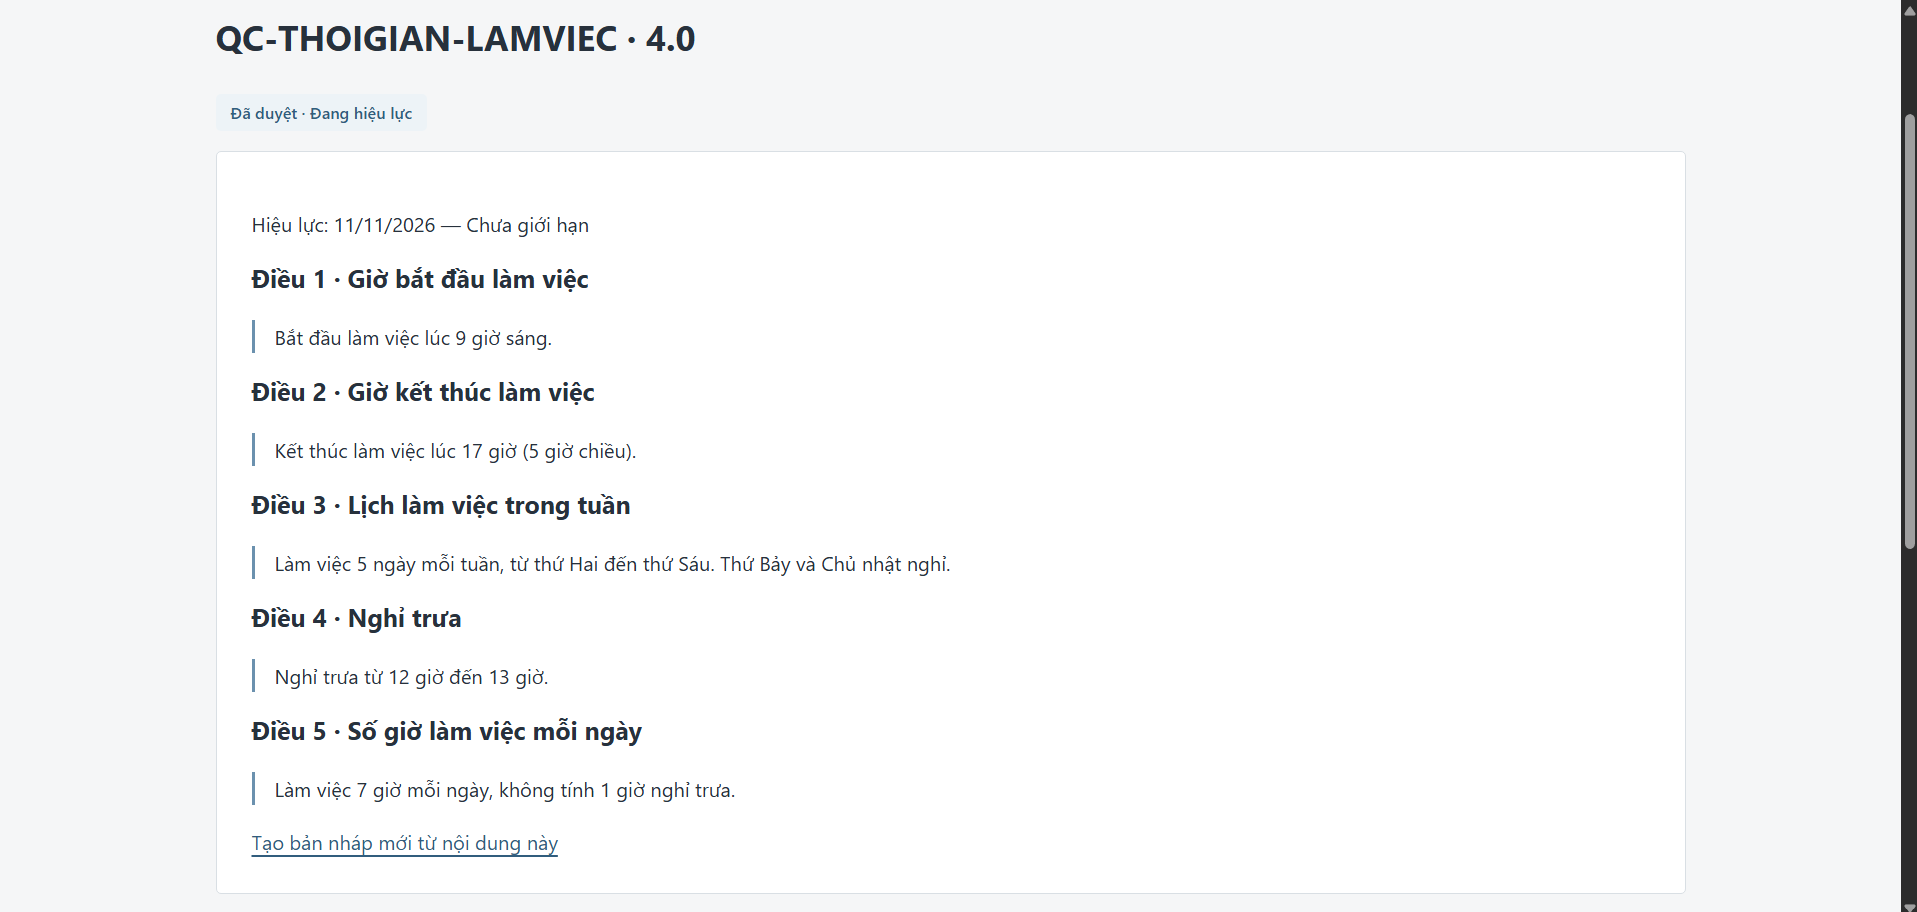 QC-THOIGIAN-LAMVIEC · 4.0
Đã duyệt · Đang hiệu lực
Hiệu lực: 11/11/2026 — Chưa giới hạn
Điều 1 · Giờ bắt đầu làm việc
Bắt đầu làm việc lúc 9 giờ sáng.
Điều 2 · Giờ kết thúc làm việc
Kết thúc làm việc lúc 17 giờ (5 giờ chiều).
Điều 3 · Lịch làm việc trong tuần
Làm việc 5 ngày mỗi tuần, từ thứ Hai đến thứ Sáu. Thứ Bảy và Chủ nhật nghỉ.
Điều 4 · Nghỉ trưa
Nghỉ trưa từ 12 giờ đến 13 giờ.
Điều 5 · Số giờ làm việc mỗi ngày
Làm việc 7 giờ mỗi ngày, không tính 1 giờ nghỉ trưa.
Tạo bản nháp mới từ nội dung này